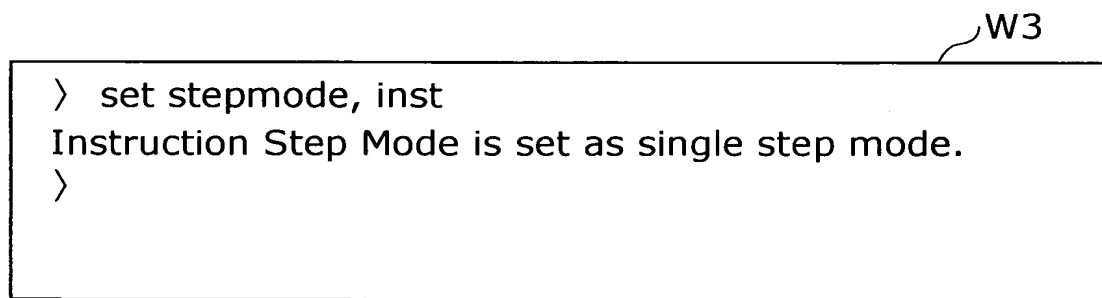 W3
〉 set stepmode, inst
Instruction Step Mode is set as single step mode.
〉